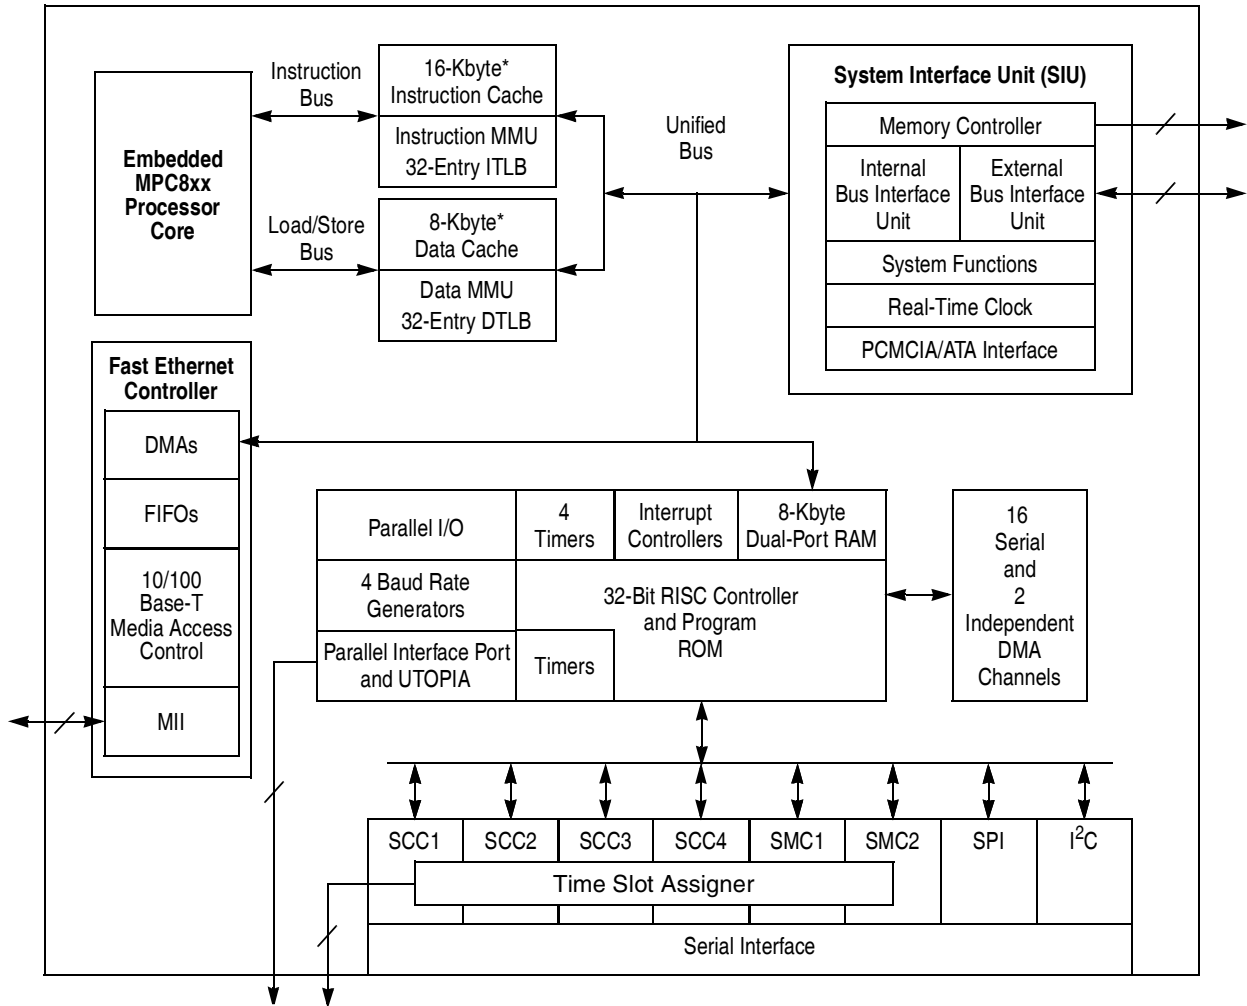 Instruction
Bus
16-Kbyte*
Instruction Cache
Instruction MMU
32-Entry ITLB
Embedded
MPC8xx
Processor
Core
Load/Store
Bus
8-Kbyte*
Data Cache
Data MMU
32-Entry DTLB
Unified
Bus
System Interface Unit (SIU)
Memory Controller
Internal
Bus Interface
Unit
External
Bus Interface
Unit
System Functions
Real-Time Clock
PCMCIA/ATA Interface
Fast Ethernet
Controller
DMAs
FIFOs
10/100
Base-T
Media Access
Control
MII
Parallel I/O
4
Timers
Interrupt
Controllers
8-Kbyte
Dual-Port RAM
4 Baud Rate
Generators
32-Bit RISC Controller
and Program
ROM
Parallel Interface Port
and UTOPIA
Timers
16
Serial
and
2
Independent
DMA
Channels
SCC1
SCC2
SCC3
SCC4
SMC1
SMC2
SPI
I²C
Time Slot Assigner
Serial Interface